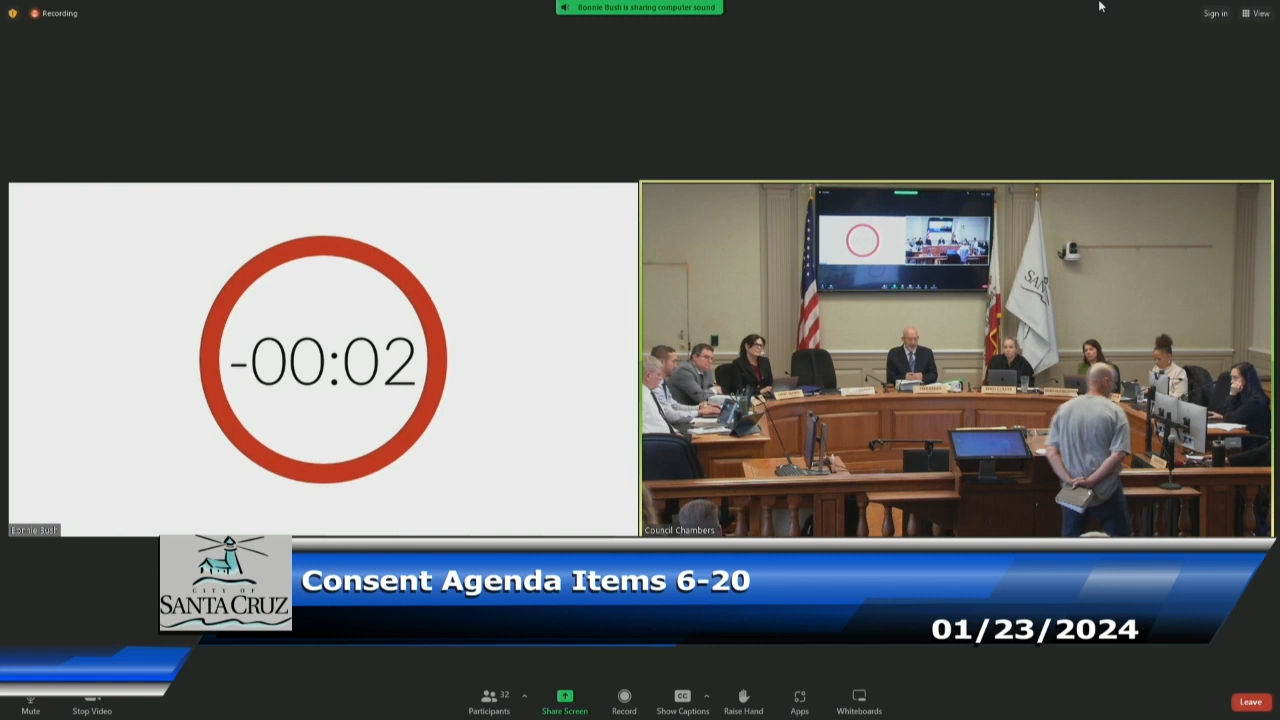 Recording
Bonnie Bush is sharing computer sound
Sign in
View
-00:02
Bonnie Bush
Council Chambers
CITY OF
SANTA CRUZ
Consent Agenda Items 6-20
01/23/2024
Mute
Stop Video
Participants
32
Share Screen
Record
CC
Show Captions
Raise Hand
Apps
Whiteboards
Leave